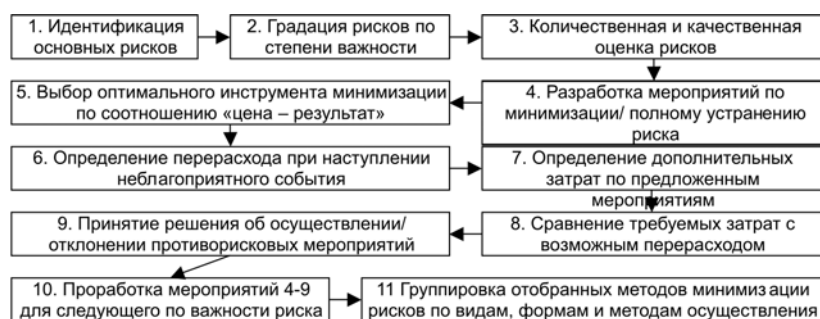 1. Идентификация
основных рисков
2. Градация рисков по
степени важности
3. Количественная и качественная
оценка рисков
5. Выбор оптимального инструмента минимизации
по соотношению «цена – результат»
4. Разработка мероприятий по
минимизации/ полному устранению
риска
6. Определение перерасхода при наступлении
неблагоприятного события
7. Определение дополнительных
затрат по предложенным
мероприятиям
9. Принятие решения об осуществлении/
отклонении противорисковых мероприятий
8. Сравнение требуемых затрат с
возможным перерасходом
10. Проработка мероприятий 4-9
для следующего по важности риска
11 Группировка отобранных методов минимизации
рисков по видам, формам и методам осуществления